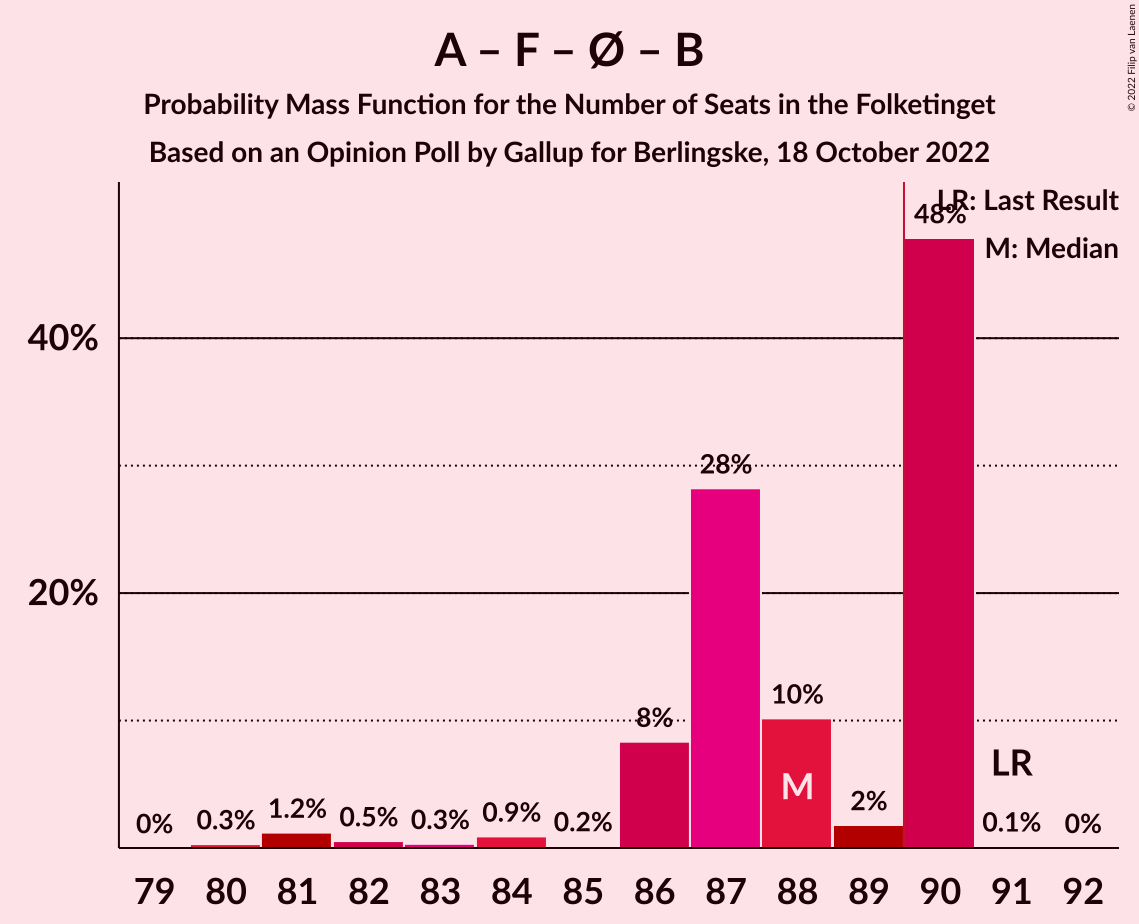 A – F – Ø – B
Probability Mass Function for the Number of Seats in the Folketinget
Based on an Opinion Poll by Gallup for Berlingske, 18 October 2022
© 2022 Filip van Laenen
LR: Last Result
M: Median
40%
20%
0% 0.3% 1.2% 0.5% 0.3% 0.9% 0.2% 8% 28% 10% 2% 48% 0.1% 0%
M
LR
79 80 81 82 83 84 85 86 87 88 89 90 91 92